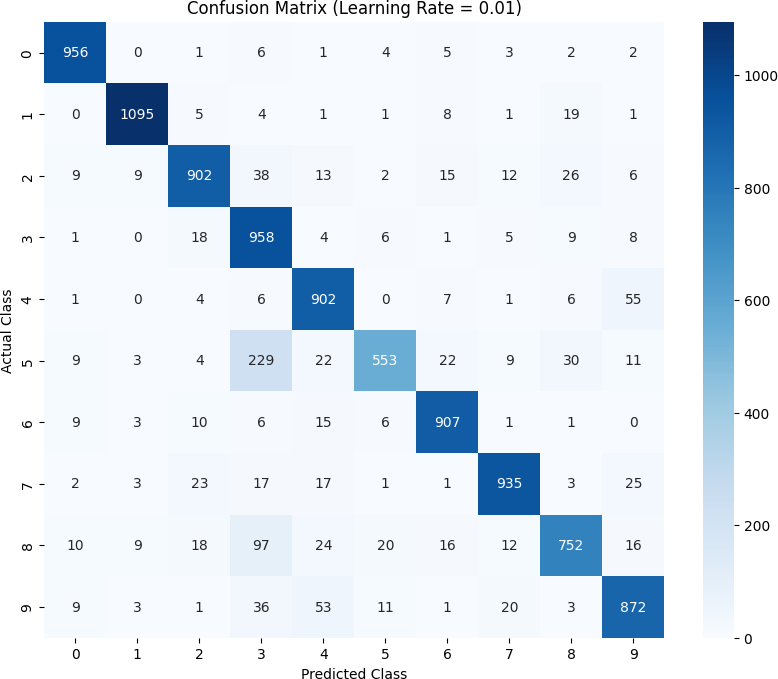 Confusion Matrix (Learning Rate = 0.01)
0 956 0 1 6 1 4 5 3 2 2
1 0 1095 5 4 1 1 8 1 19 1
2 9 9 902 38 13 2 15 12 26 6
3 1 0 18 958 4 6 1 5 9 8
4 1 0 4 6 902 0 7 1 6 55
5 9 3 4 229 22 553 22 9 30 11
6 9 3 10 6 15 6 907 1 1 0
7 2 3 23 17 17 1 1 935 3 25
8 10 9 18 97 24 20 16 12 752 16
9 9 3 1 36 53 11 1 20 3 872
0 1 2 3 4 5 6 7 8 9
Predicted Class
Actual Class
1000
800
600
400
200
0